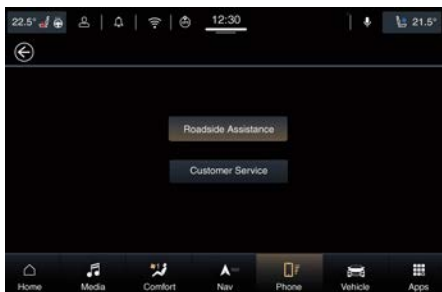 22.5° 12:30 21.5°
Roadside Assistance
Customer Service
Home Media Comfort Nav Phone Vehicle Apps